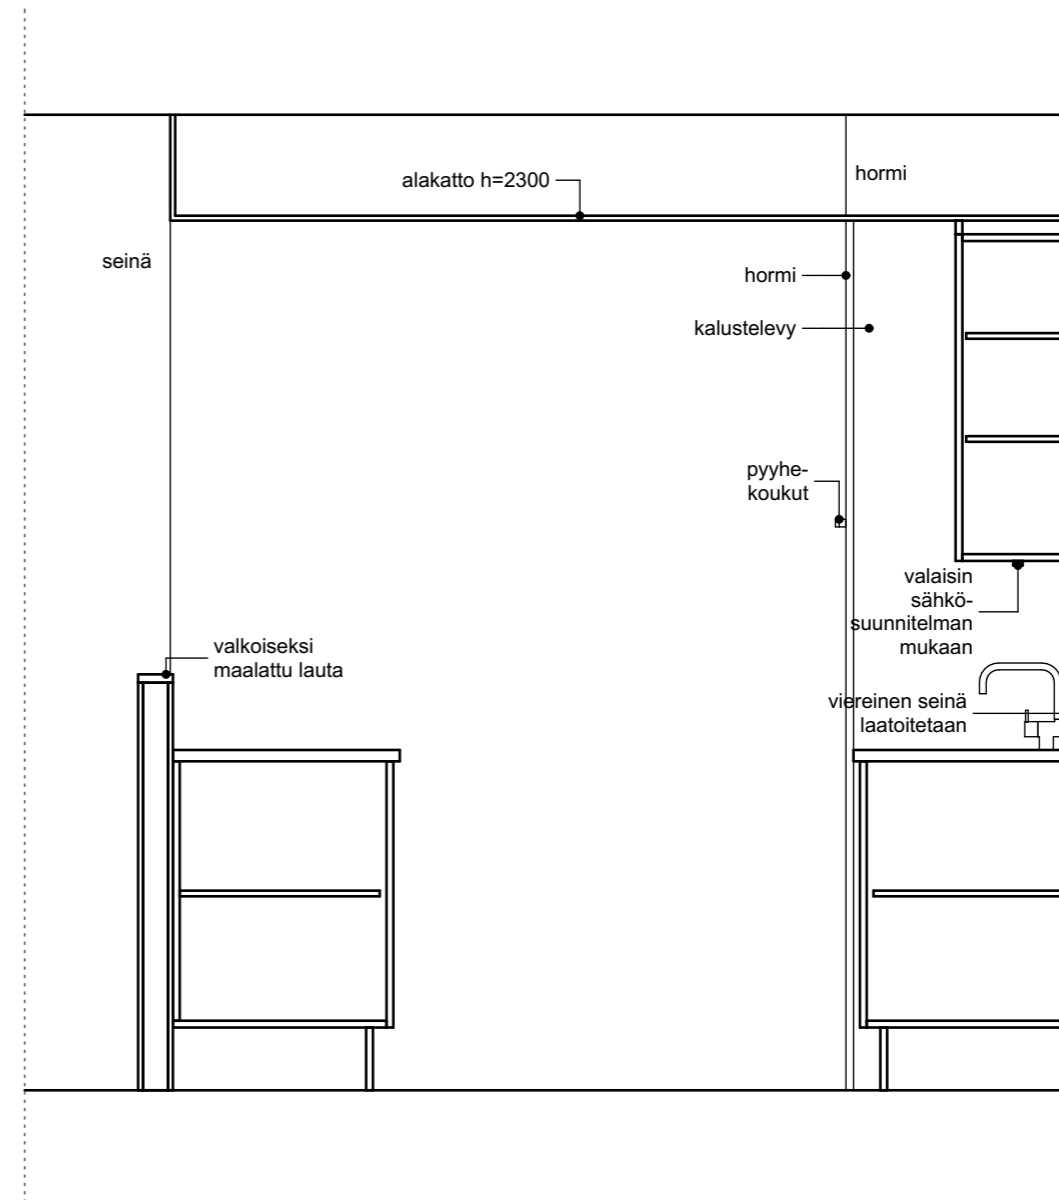 hormi
alakatto h=2300
seinä
hormi
kalustelevy
pyyhe-
koukut
valaisin
sähkö-
suunnitelman
mukaan
valkoiseksi
maalattu lauta
viereinen seinä
laatoitetaan